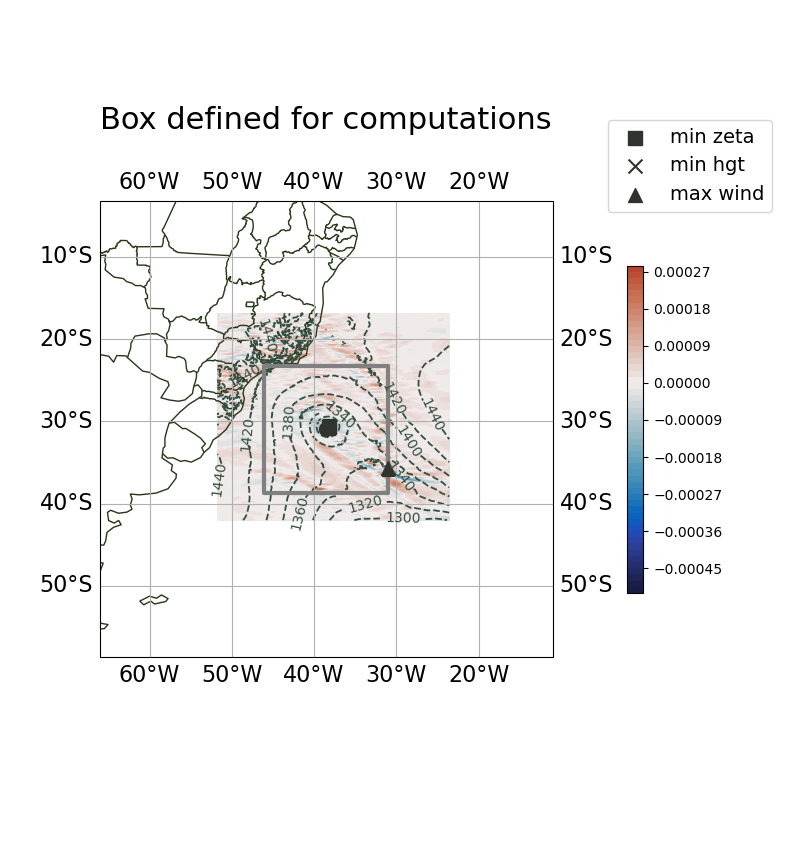 Box defined for computations
min zeta
min hgt
max wind
60°W 50°W 40°W 30°W 20°W
10°S 10°S
20°S 20°S
30°S 30°S
40°S 40°S
50°S 50°S
60°W 50°W 40°W 30°W 20°W
1340
1380
1420
1420
1440
1400
1440
1360
1320
1300
0.00027
0.00018
0.00009
0.00000
−0.00009
−0.00018
−0.00027
−0.00036
−0.00045